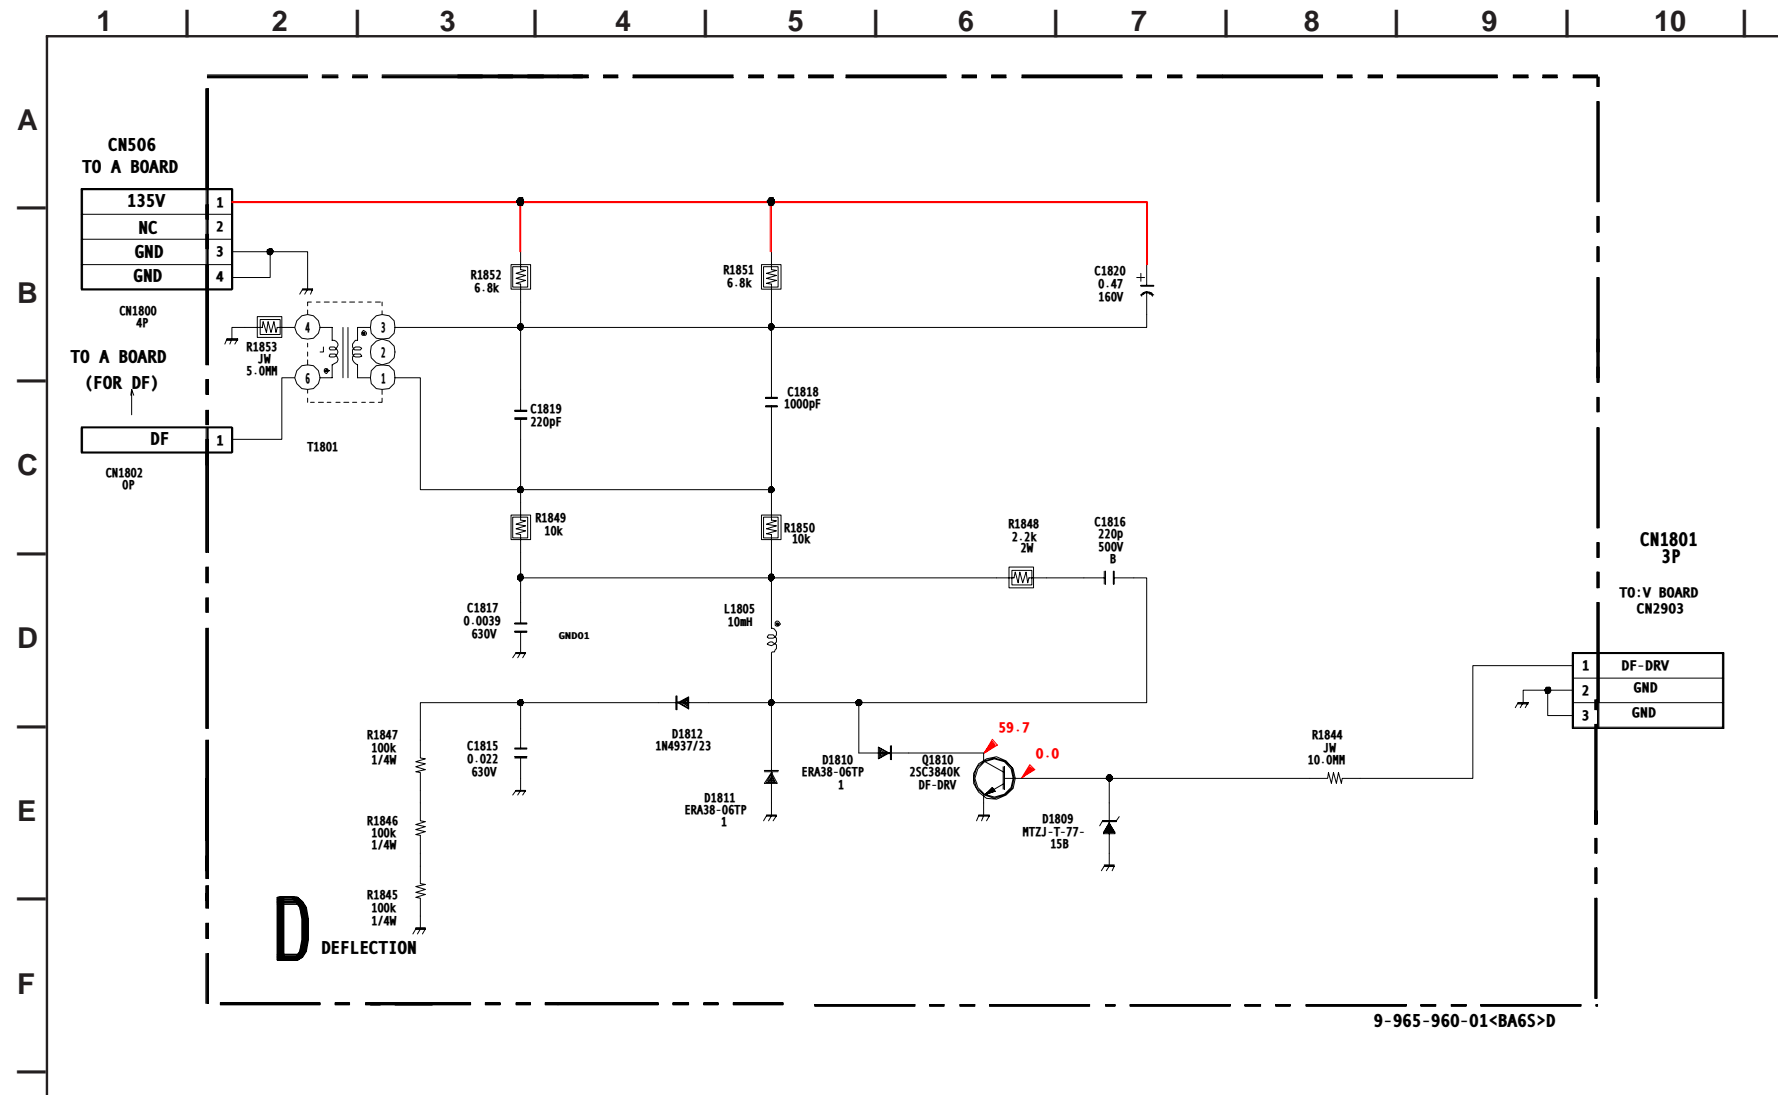 1 2 3 4 5 6 7 8 9 10
A
B
C
D
E
F
CN506
TO A BOARD
135V 1
NC 2
GND 3
GND 4
CN1800
4P
TO A BOARD
(FOR DF)
DF 1
CN1802
0P
R1853
JW
5.0MM
4
6
3
2
1
T1801
R1852
6.8k
R1851
6.8k
C1820
0.47
160V
+
C1819
220pF
C1818
1000pF
R1849
10k
R1850
10k
R1848
2.2k
2W
C1816
220p
500V
B
C1817
0.0039
630V
GND01
L1805
10mH
CN1801
3P
TO:V BOARD
CN2903
1 DF-DRV
2 GND
3 GND
R1847
100k
1/4W
C1815
0.022
630V
D1812
1N4937/23
D1811
ERA38-06TP
1
D1810
ERA38-06TP
1
Q1810
2SC3840K
DF-DRV
59.7
0.0
D1809
MTZJ-T-77-
15B
R1844
JW
10.0MM
R1846
100k
1/4W
R1845
100k
1/4W
D DEFLECTION
9-965-960-01<BA6S>D